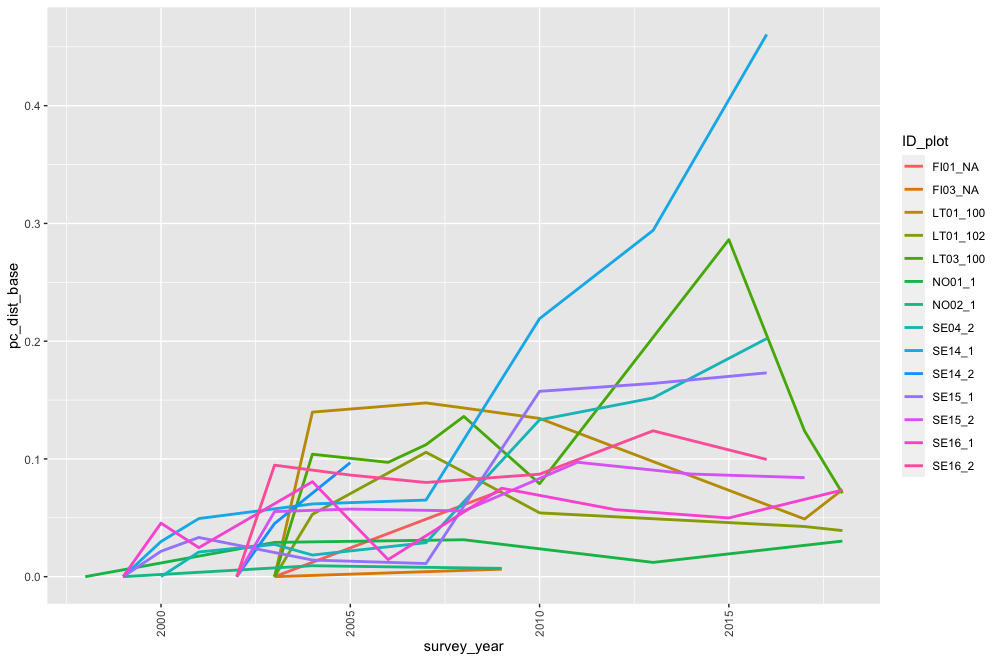 0.4
0.3
0.2
0.1
0.0
pc_dist_base
2000
2005
2010
2015
survey_year
ID_plot
FI01_NA
FI03_NA
LT01_100
LT01_102
LT03_100
NO01_1
NO02_1
SE04_2
SE14_1
SE14_2
SE15_1
SE15_2
SE16_1
SE16_2